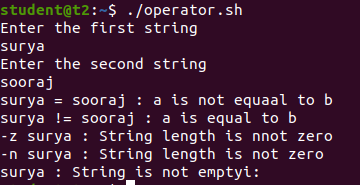 student@t2:~$ ./operator.sh
Enter the first string
surya
Enter the second string
sooraj
surya = sooraj : a is not equaal to b
surya != sooraj : a is equal to b
-z surya : String length is nnot zero
-n surya : String length is not zero
surya : String is not emptyi: